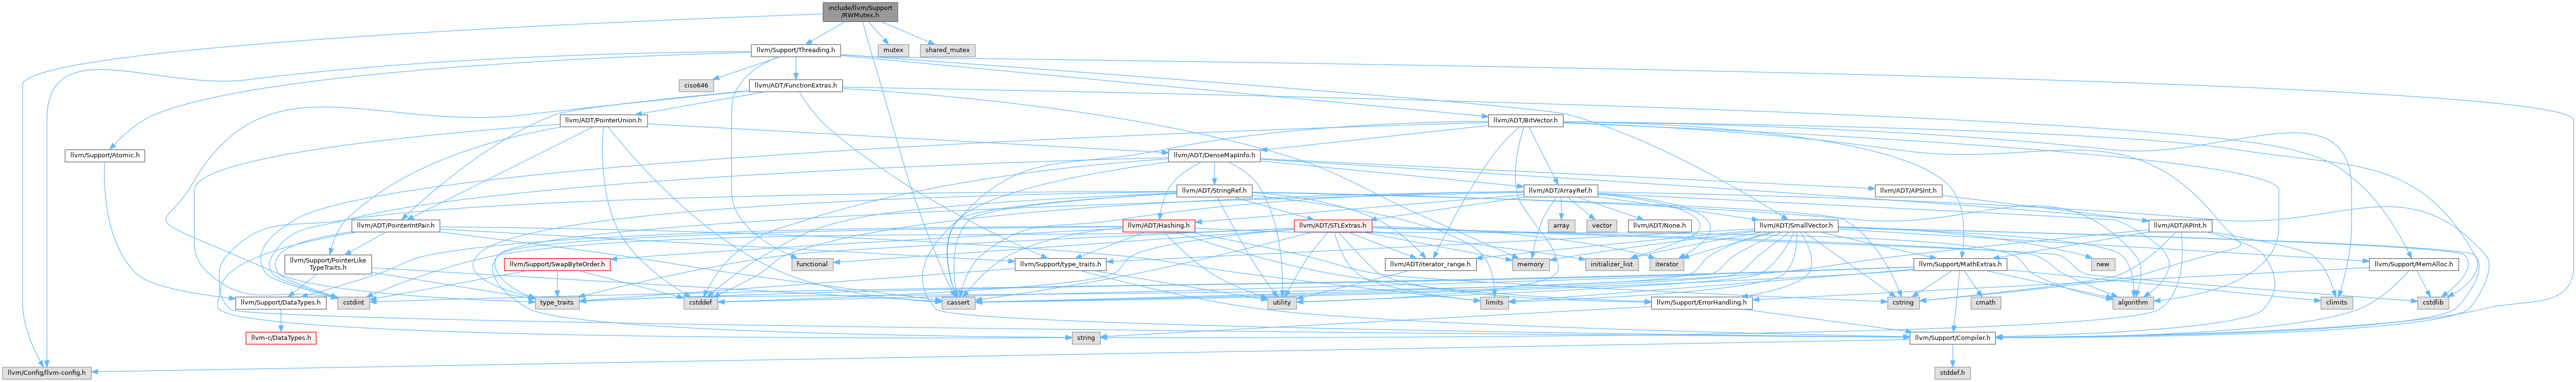 include/llvm/Support
/RWMutex.h
llvm/Support/Threading.h
mutex
shared_mutex
ciso646
llvm/ADT/FunctionExtras.h
llvm/ADT/PointerUnion.h
llvm/ADT/BitVector.h
llvm/Support/Atomic.h
llvm/ADT/DenseMapInfo.h
llvm/ADT/StringRef.h
llvm/ADT/ArrayRef.h
llvm/ADT/APSInt.h
llvm/ADT/PointerIntPair.h
llvm/ADT/Hashing.h
llvm/ADT/STLExtras.h
array
vector
llvm/ADT/None.h
llvm/ADT/SmallVector.h
llvm/ADT/APInt.h
llvm/Support/PointerLike
TypeTraits.h
llvm/Support/SwapByteOrder.h
functional
llvm/Support/type_traits.h
llvm/ADT/iterator_range.h
memory
initializer_list
iterator
llvm/Support/MathExtras.h
new
llvm/Support/MemAlloc.h
llvm/Support/DataTypes.h
cstdint
type_traits
cstddef
cassert
utility
limits
llvm/Support/ErrorHandling.h
cstring
cmath
algorithm
climits
cstdlib
llvm-c/DataTypes.h
string
llvm/Support/Compiler.h
llvm/Config/llvm-config.h
stddef.h